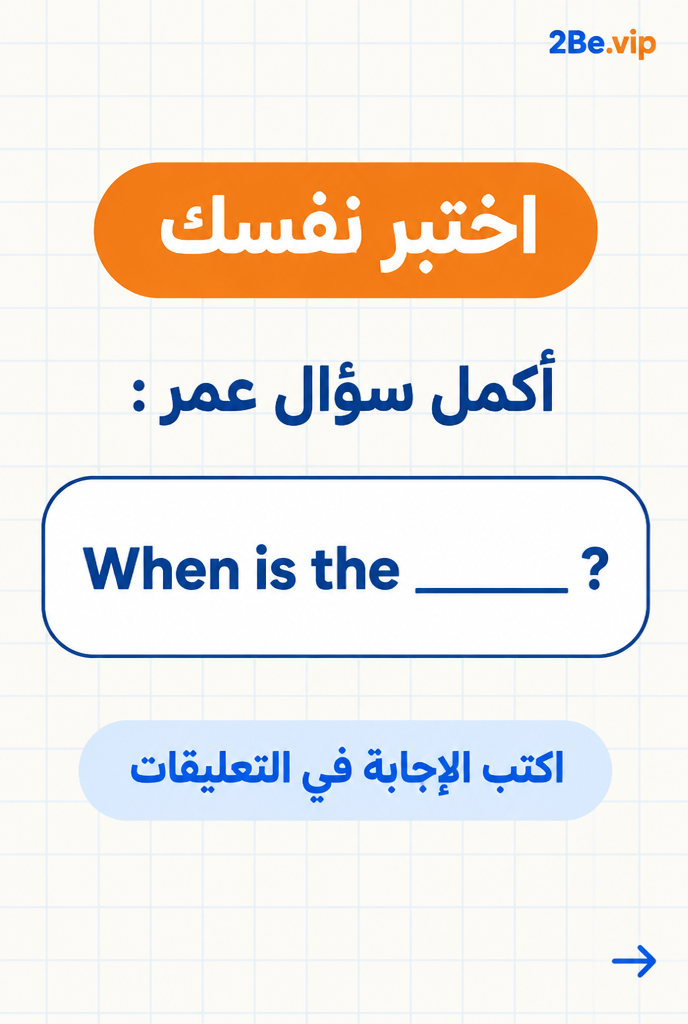 2Be.vip
اختبر نفسك
أكمل سؤال عمر :
When is the ______ ?
اكتب الإجابة في التعليقات